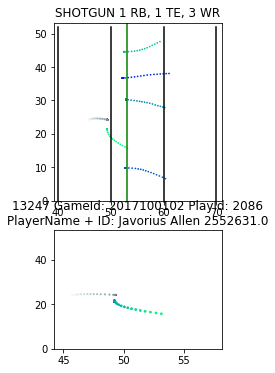 SHOTGUN 1 RB, 1 TE, 3 WR
50
40
30
20
10
0
40 50 60 70
13247 GameId: 2017100102 PlayId: 2086
PlayerName + ID: Javorius Allen 2552631.0
40
20
0
45 50 55